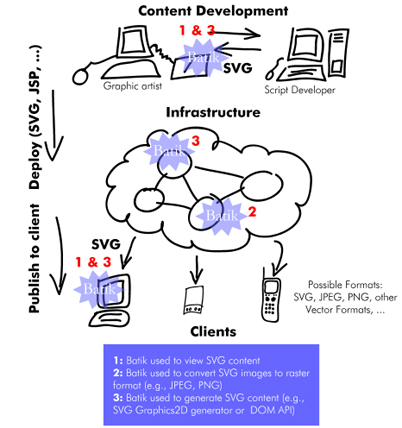 Content Development
1 & 3
Batik
SVG
Graphic artist
Script Developer
Deploy (SVG, JSP, ...)
Infrastructure
Batik
3
Batik
2
Publish to client
SVG
1 & 3
Batik
Possible Formats:
SVG, JPEG, PNG, other
Vector Formats, ...
Clients
1: Batik used to view SVG content
2: Batik used to convert SVG images to raster
format (e.g., JPEG, PNG)
3: Batik used to generate SVG content (e.g.,
SVG Graphics2D generator or DOM API)